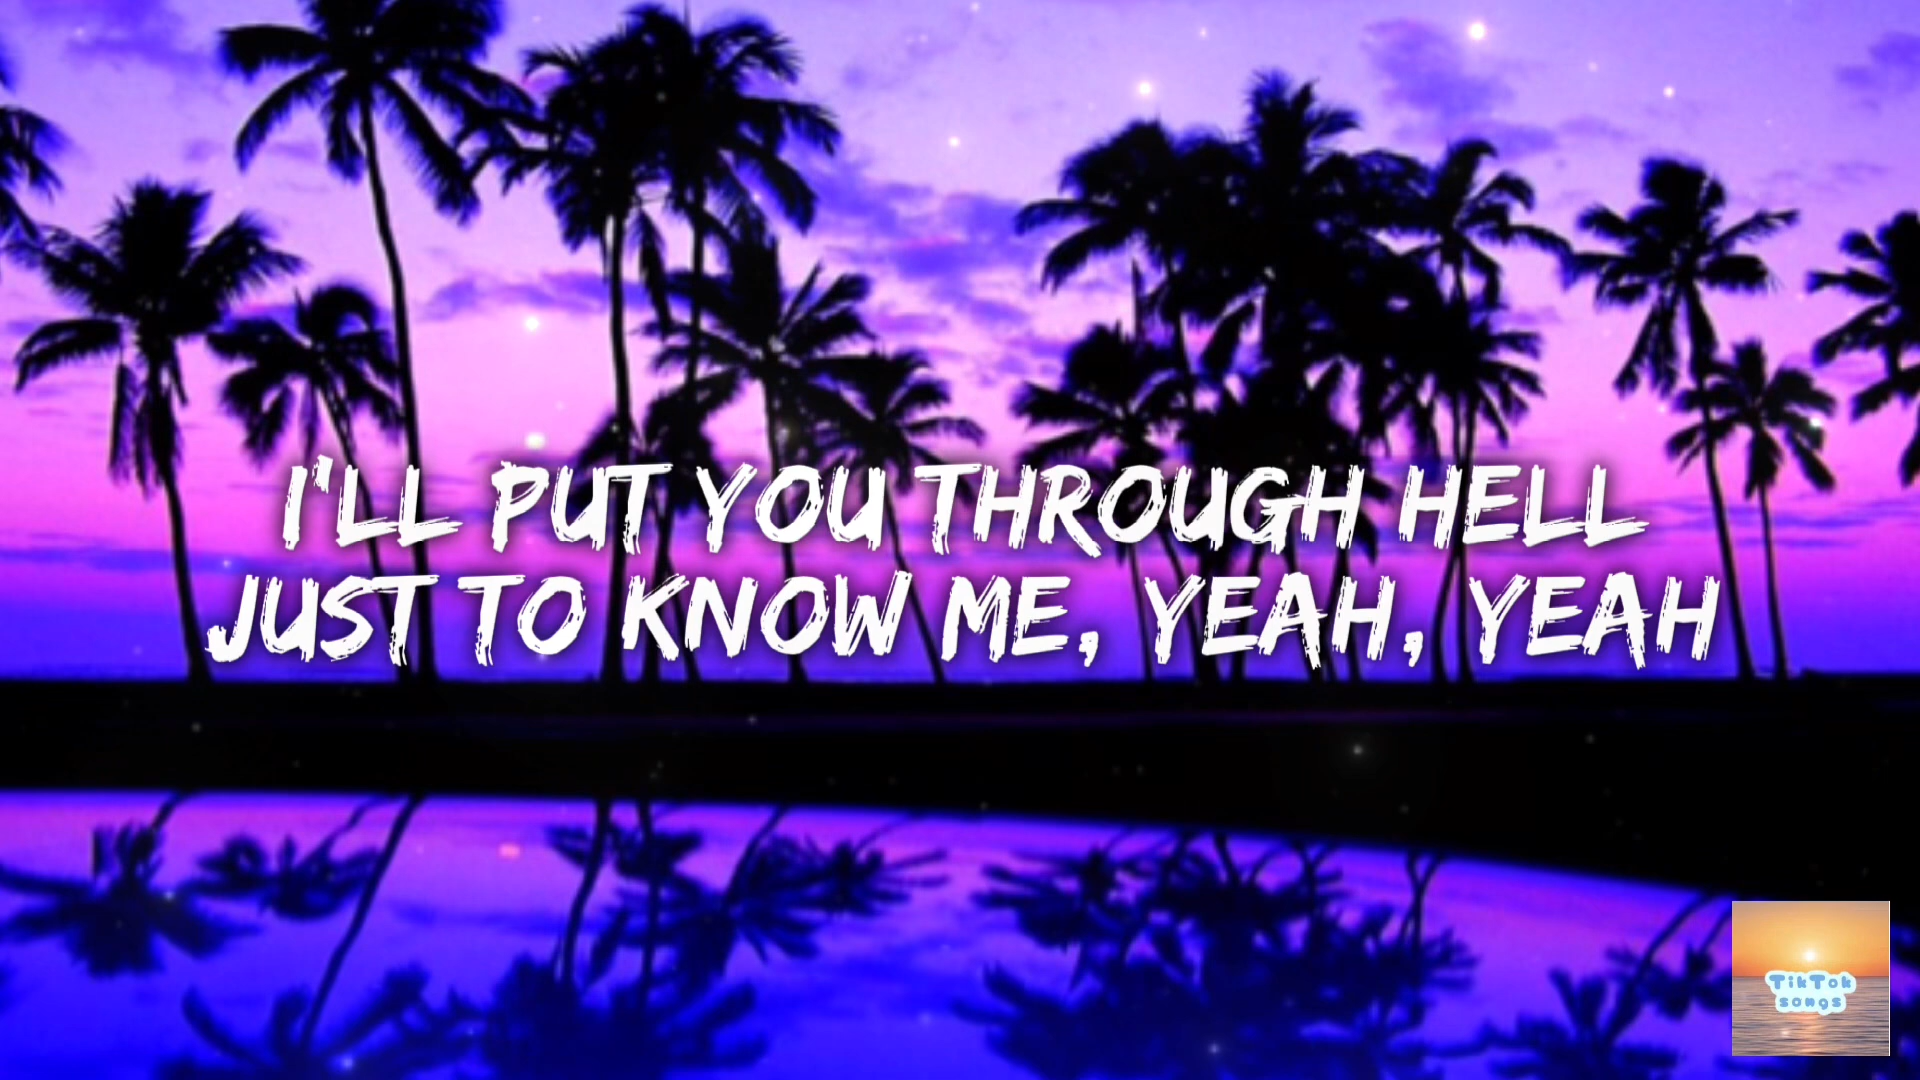 I'LL PUT YOU THROUGH HELL
JUST TO KNOW ME, YEAH, YEAH
TikTok
songs